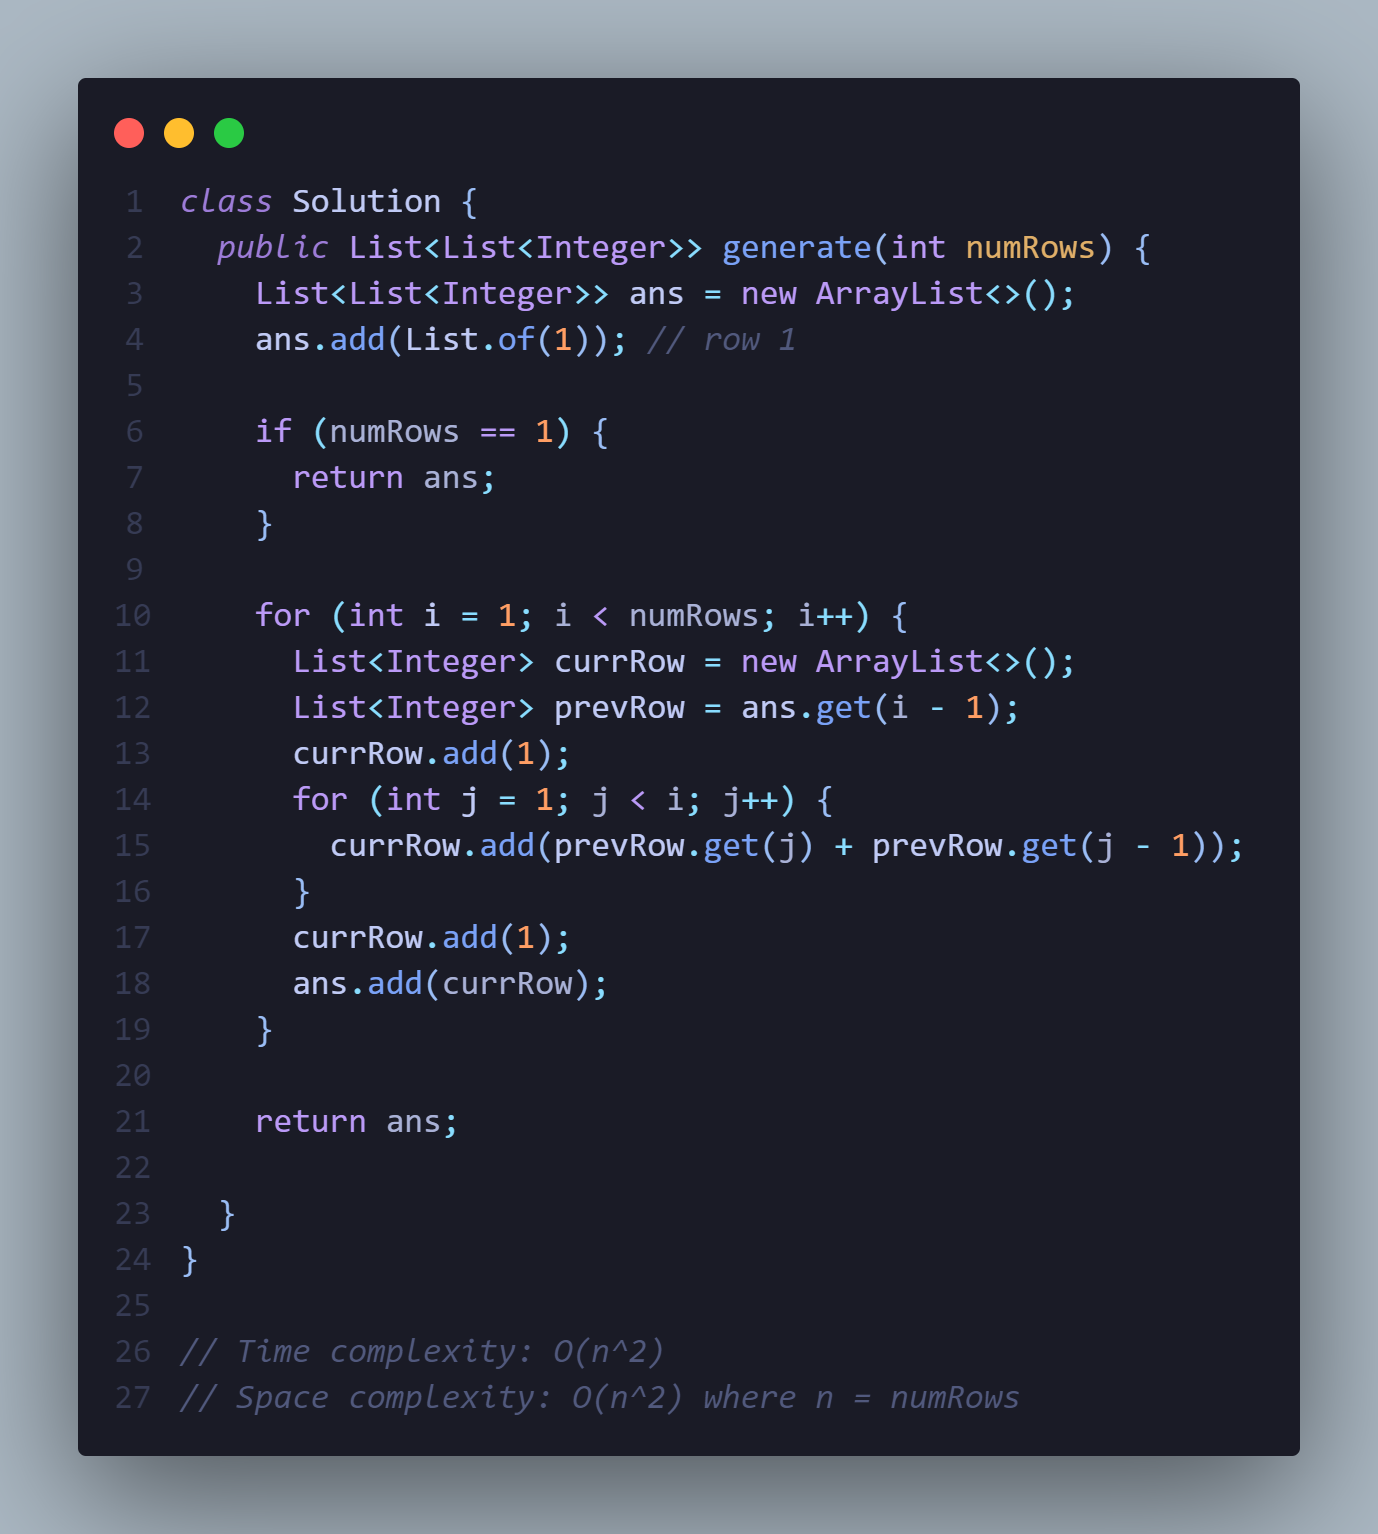 1 class Solution {
2   public List<List<Integer>> generate(int numRows) {
3     List<List<Integer>> ans = new ArrayList<>();
4     ans.add(List.of(1)); // row 1
5
6     if (numRows == 1) {
7       return ans;
8     }
9
10     for (int i = 1; i < numRows; i++) {
11       List<Integer> currRow = new ArrayList<>();
12       List<Integer> prevRow = ans.get(i - 1);
13       currRow.add(1);
14       for (int j = 1; j < i; j++) {
15         currRow.add(prevRow.get(j) + prevRow.get(j - 1));
16       }
17       currRow.add(1);
18       ans.add(currRow);
19     }
20
21     return ans;
22
23   }
24 }
25
26 // Time complexity: O(n^2)
27 // Space complexity: O(n^2) where n = numRows